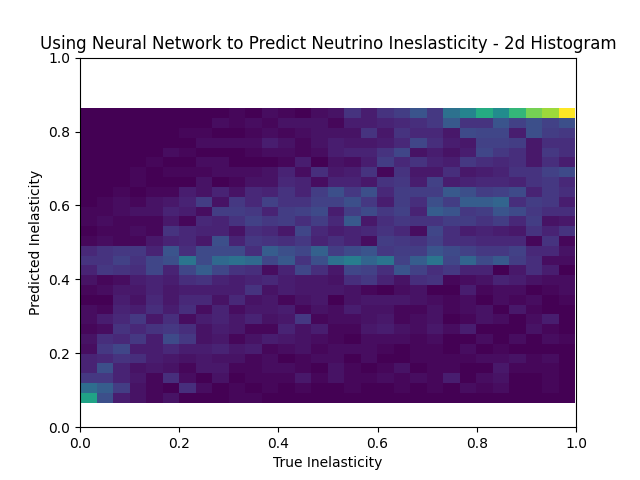 Using Neural Network to Predict Neutrino Ineslasticity - 2d Histogram
1.0
0.8
0.6
0.4
0.2
0.0
Predicted Inelasticity
0.0 0.2 0.4 0.6 0.8 1.0
True Inelasticity